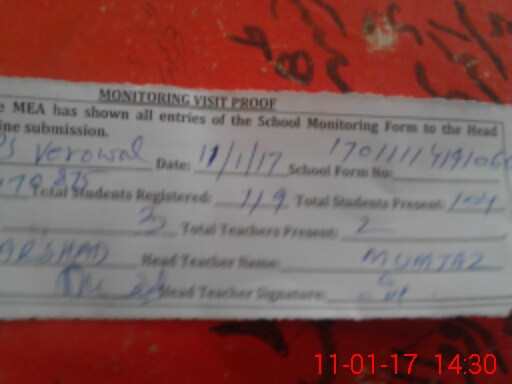 MONITORING VISIT PROOF
e MEA has shown all entries of the School Monitoring Form to the Head
ine submission.
Verowal Date: 11/1/17 School Form No:
Total Students Registered: 119 Total Students Present: 104
3 Total Teachers Present: 2
ARSHAD Head Teacher Name: MUMTAZ
Head Teacher Signature:
11-01-17 14:30